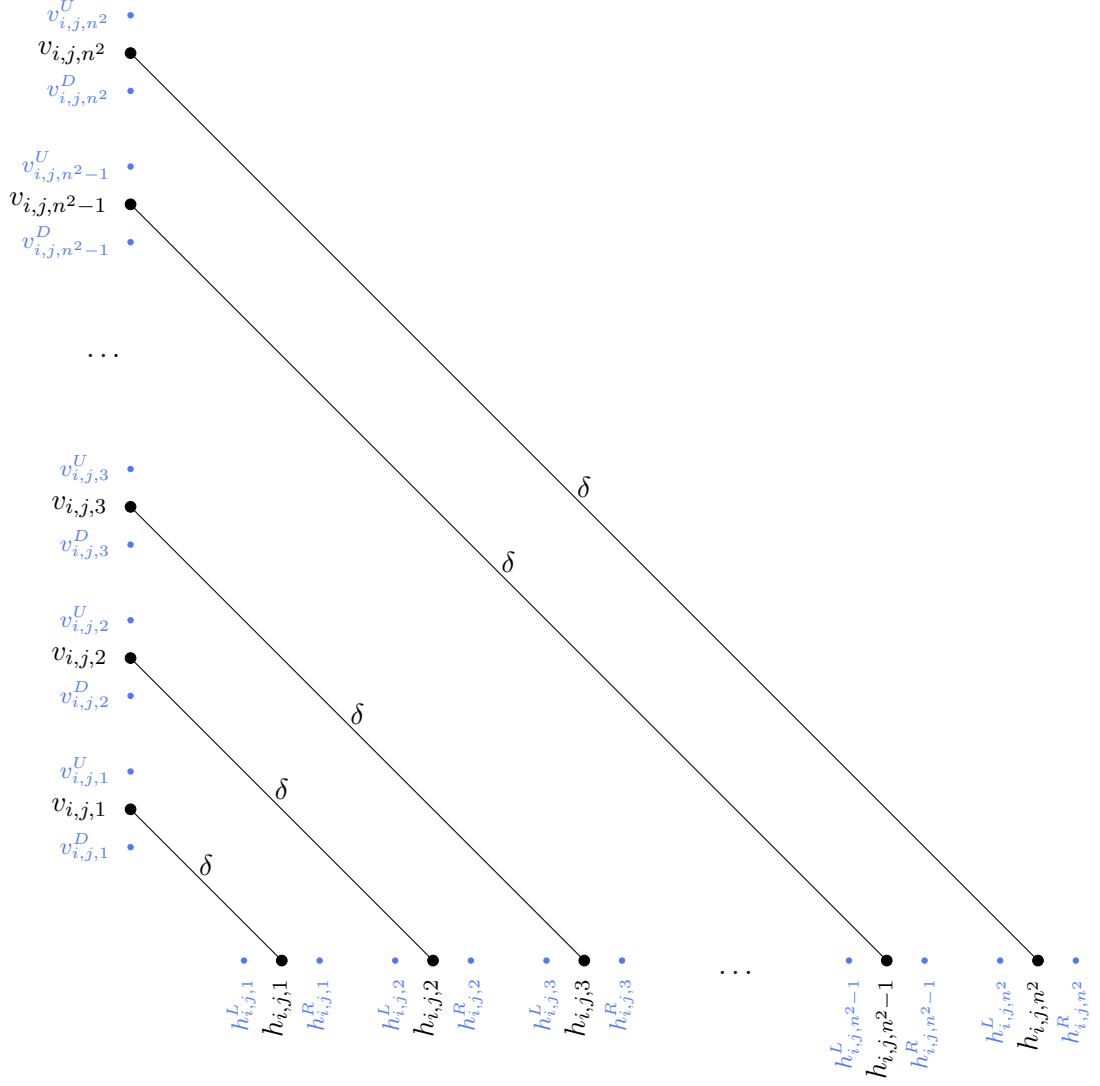 $v^U_{i,j,n^2}$
$v_{i,j,n^2}$
$v^D_{i,j,n^2}$
$v^U_{i,j,n^2-1}$
$v_{i,j,n^2-1}$
$v^D_{i,j,n^2-1}$
...
$v^U_{i,j,3}$
$v_{i,j,3}$
$v^D_{i,j,3}$
$v^U_{i,j,2}$
$v_{i,j,2}$
$v^D_{i,j,2}$
$v^U_{i,j,1}$
$v_{i,j,1}$
$v^D_{i,j,1}$
δ
δ
δ
δ
δ
$h^L_{i,j,1}$
$h_{i,j,1}$
$h^R_{i,j,1}$
$h^L_{i,j,2}$
$h_{i,j,2}$
$h^R_{i,j,2}$
$h^L_{i,j,3}$
$h_{i,j,3}$
$h^R_{i,j,3}$
...
$h^L_{i,j,n^2-1}$
$h_{i,j,n^2-1}$
$h^R_{i,j,n^2-1}$
$h^L_{i,j,n^2}$
$h_{i,j,n^2}$
$h^R_{i,j,n^2}$